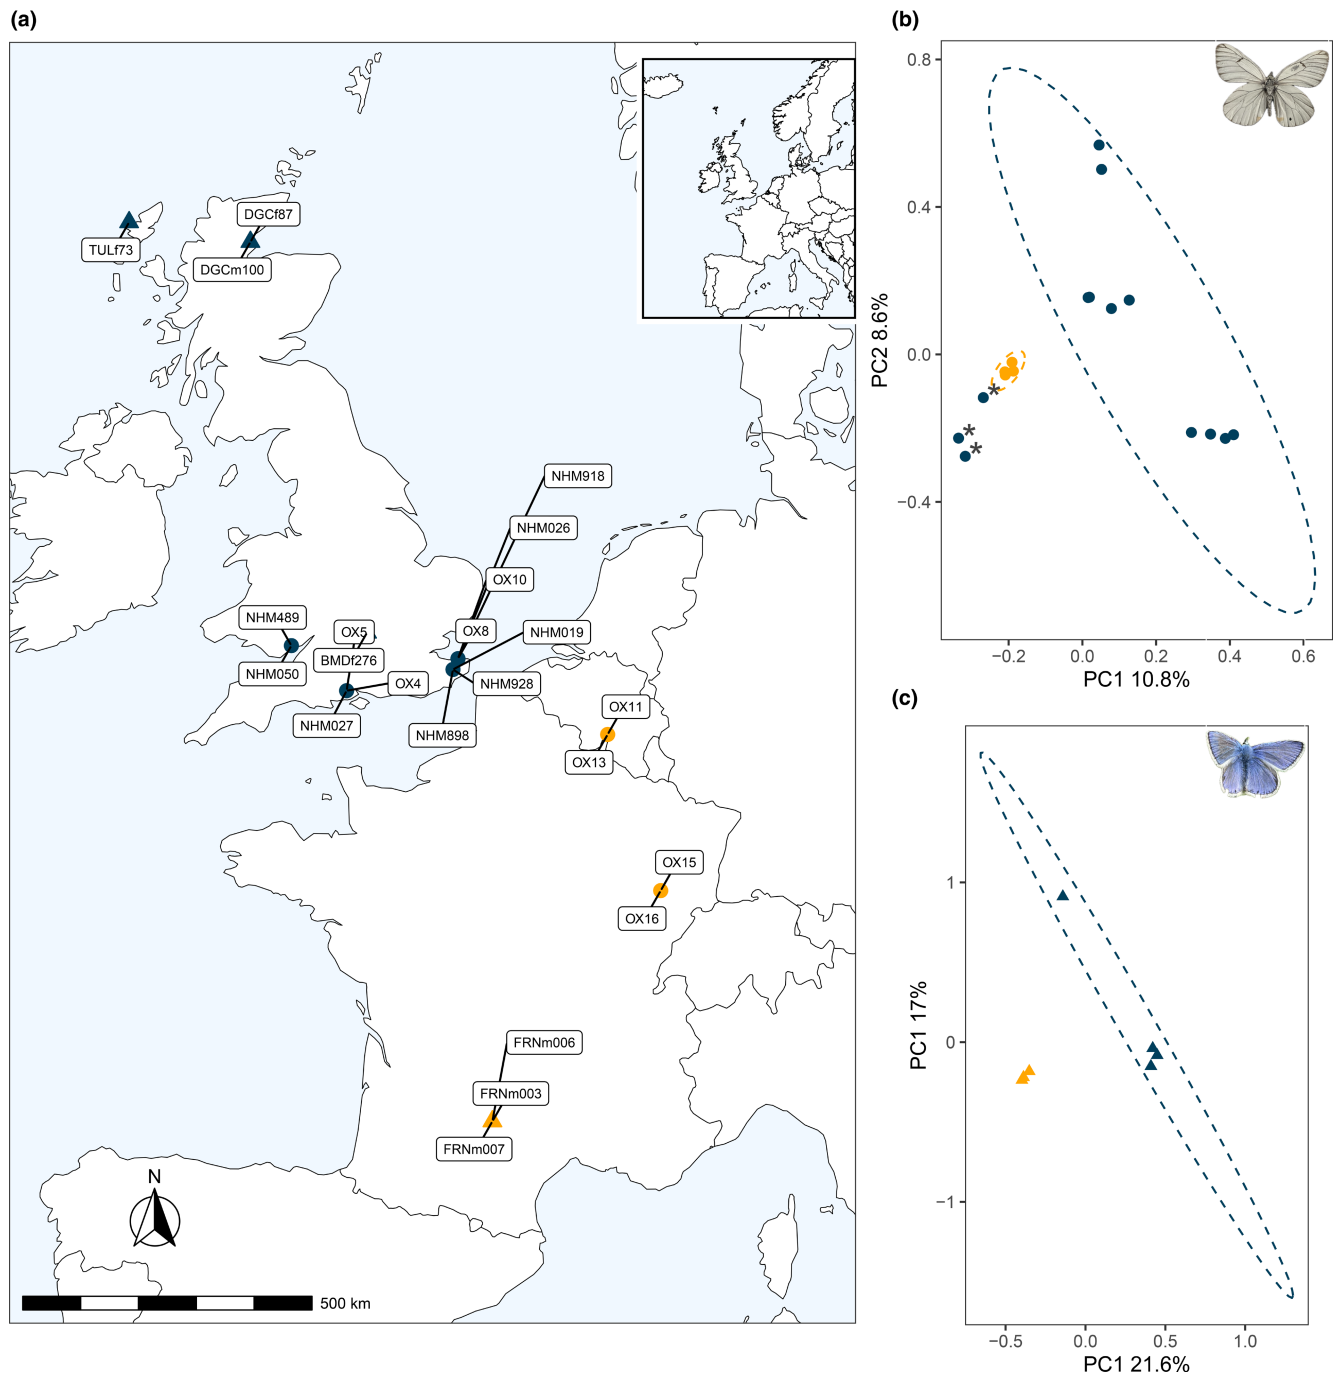 (a)
TULf73
DGCf87
DGCm100
NHM918
NHM026
OX10
NHM489
OX5
OX8
NHM019
BMDf276
NHM050
OX4
NHM928
NHM027
NHM898
OX11
OX13
OX15
OX16
FRNm006
FRNm003
FRNm007
N
500 km
(b)
0.8
0.4
0.0
−0.4
PC2 8.6%
* * *
−0.2 0.0 0.2 0.4 0.6
PC1 10.8%
(c)
1
0
−1
PC1 17%
−0.5 0.0 0.5 1.0
PC1 21.6%